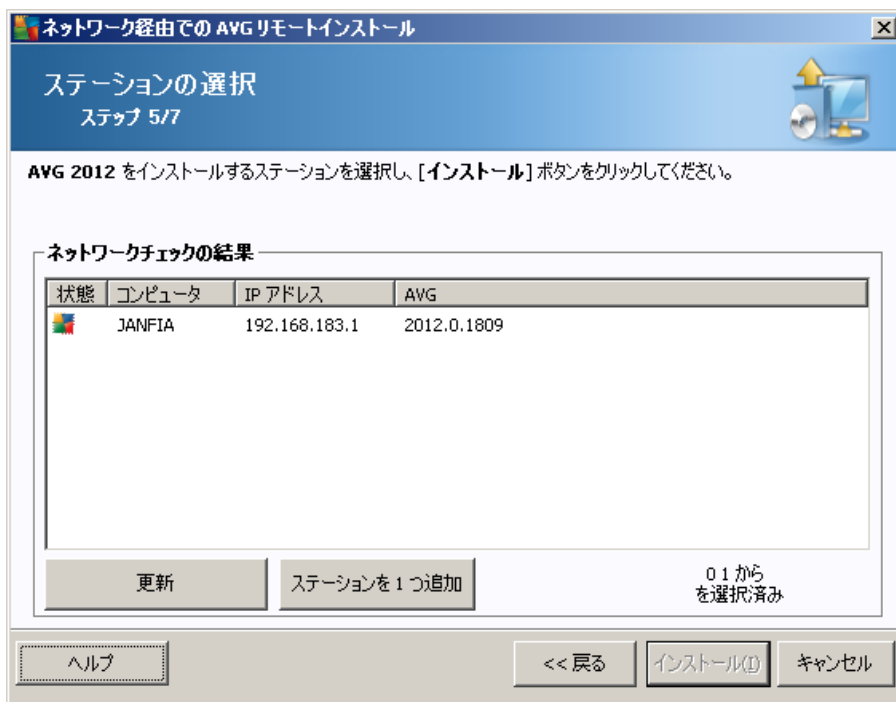 ネットワーク経由での AVG リモートインストール
ステーションの選択
ステップ 5/7
AVG 2012 をインストールするステーションを選択し、[インストール] ボタンをクリックしてください。
ネットワークチェックの結果
状態 コンピュータ IP アドレス AVG
JANFIA 192.168.183.1 2012.0.1809
更新 ステーションを 1 つ追加
0 1 から
を選択済み
ヘルプ << 戻る インストール(I) キャンセル